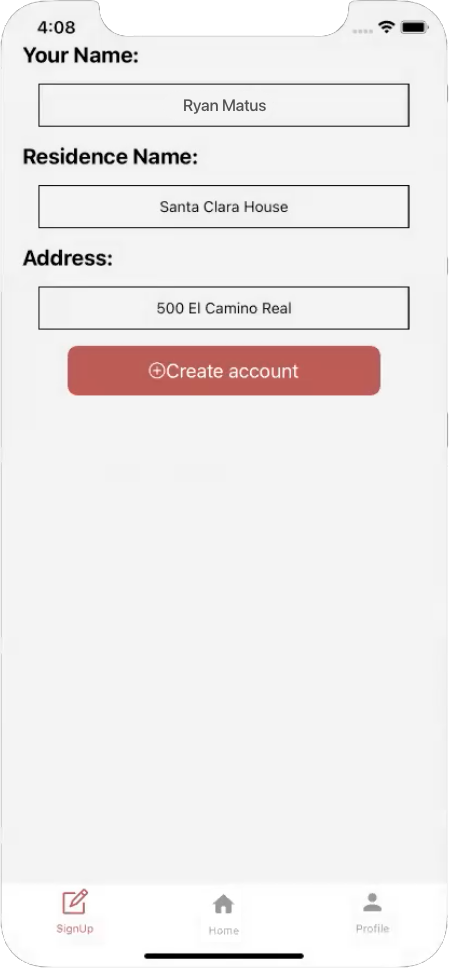 4:08
Your Name:
Ryan Matus
Residence Name:
Santa Clara House
Address:
500 El Camino Real
Create account
SignUp
Home
Profile